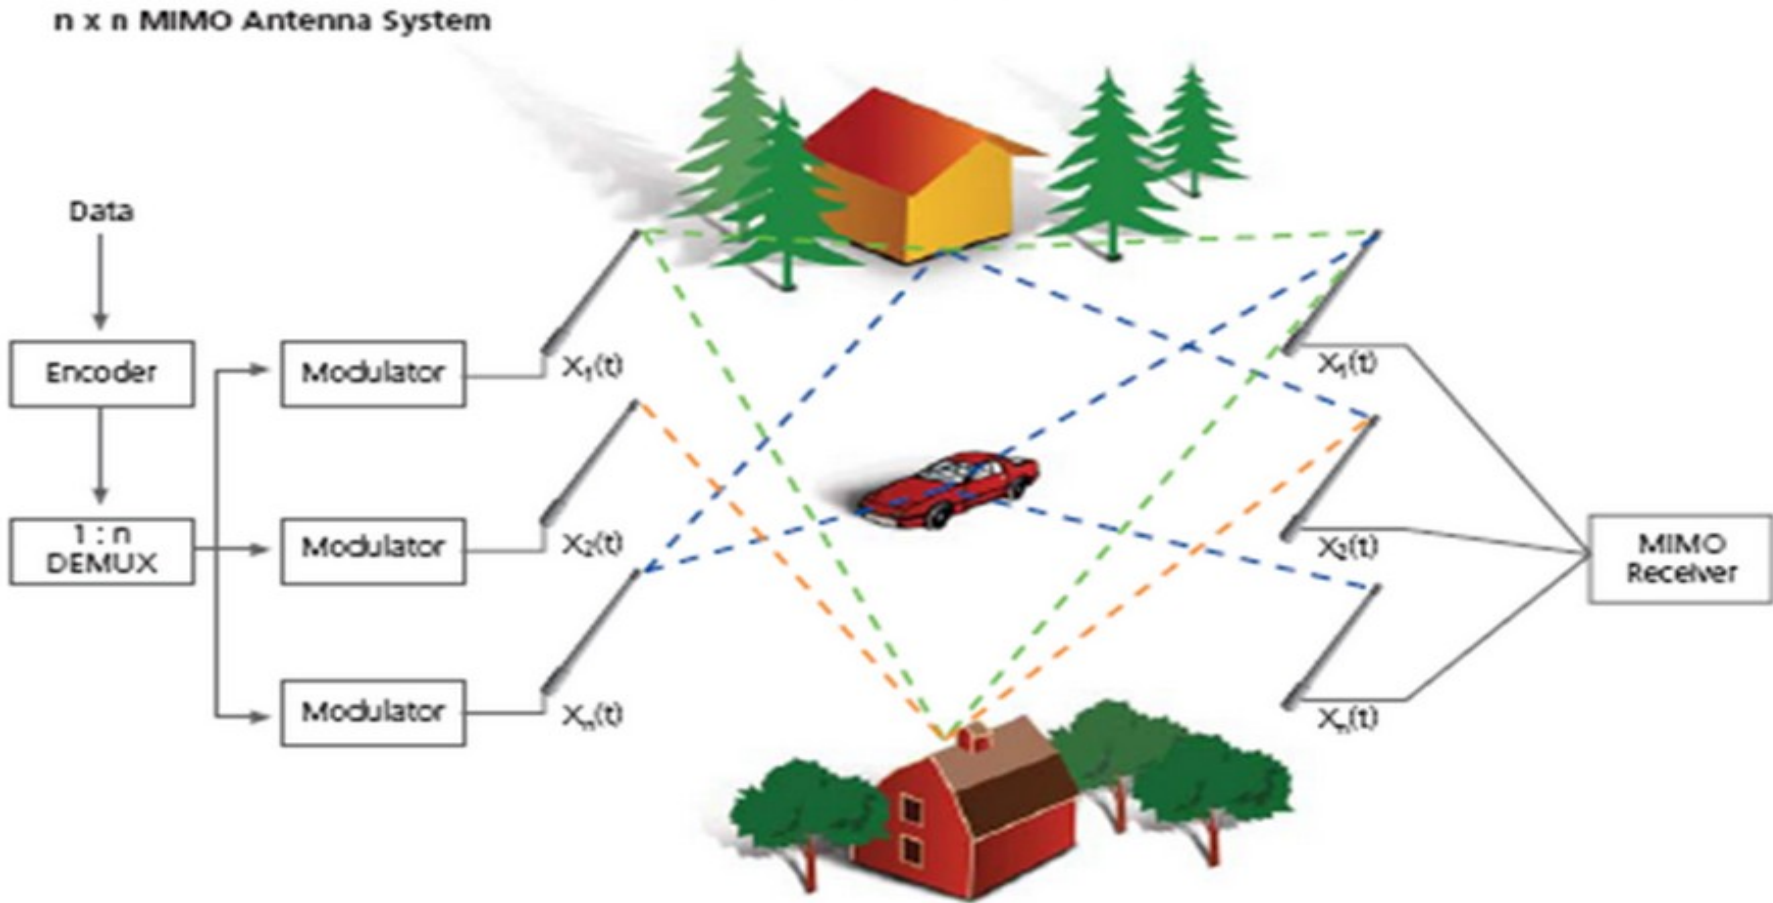 n x n MIMO Antenna System
Data
Encoder
1 : n
DEMUX
Modulator
X₁(t)
Modulator
X₂(t)
Modulator
Xₙ(t)
X₁(t)
X₂(t)
Xₙ(t)
MIMO
Receiver